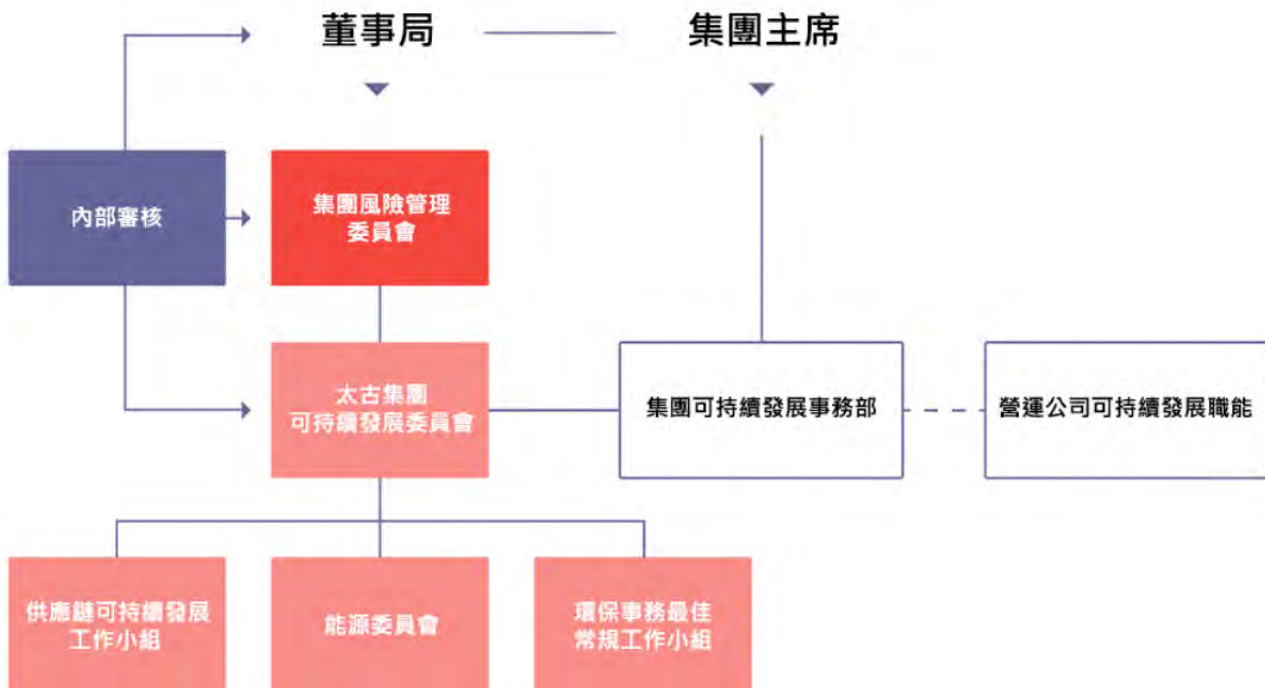 董事局
集團主席
內部審核
集團風險管理
委員會
太古集團
可持續發展委員會
集團可持續發展事務部
營運公司可持續發展職能
供應鏈可持續發展
工作小組
能源委員會
環保事務最佳
常規工作小組